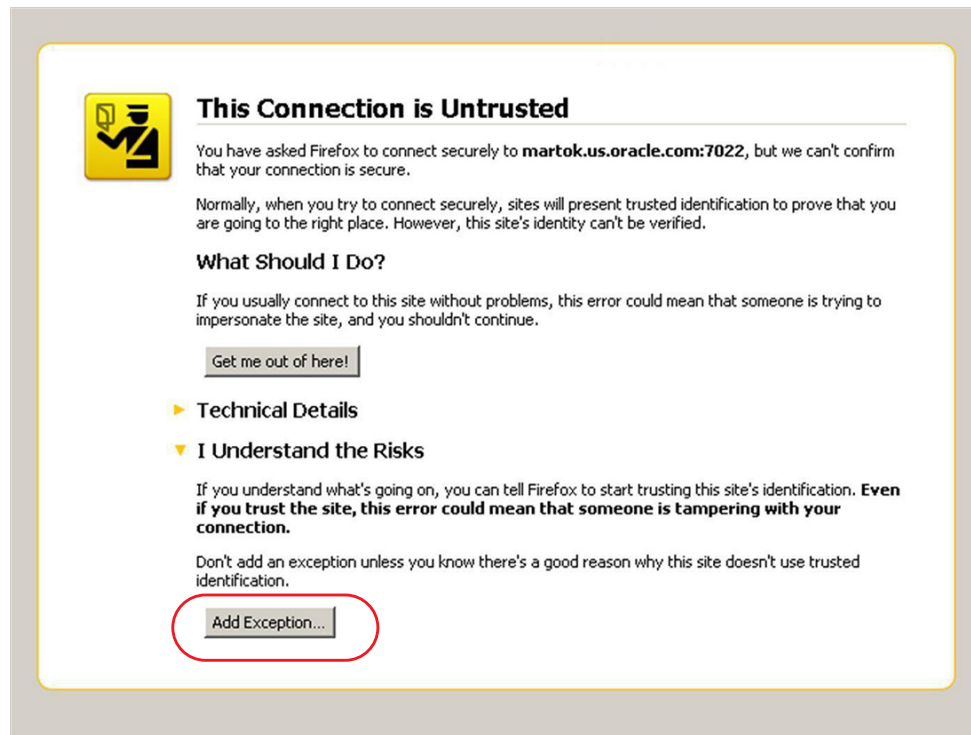 This Connection is Untrusted
You have asked Firefox to connect securely to martok.us.oracle.com:7022, but we can't confirm
that your connection is secure.
Normally, when you try to connect securely, sites will present trusted identification to prove that you
are going to the right place. However, this site's identity can't be verified.
What Should I Do?
If you usually connect to this site without problems, this error could mean that someone is trying to
impersonate the site, and you shouldn't continue.
Get me out of here!
Technical Details
I Understand the Risks
If you understand what's going on, you can tell Firefox to start trusting this site's identification. Even
if you trust the site, this error could mean that someone is tampering with your
connection.
Don't add an exception unless you know there's a good reason why this site doesn't use trusted
identification.
Add Exception...